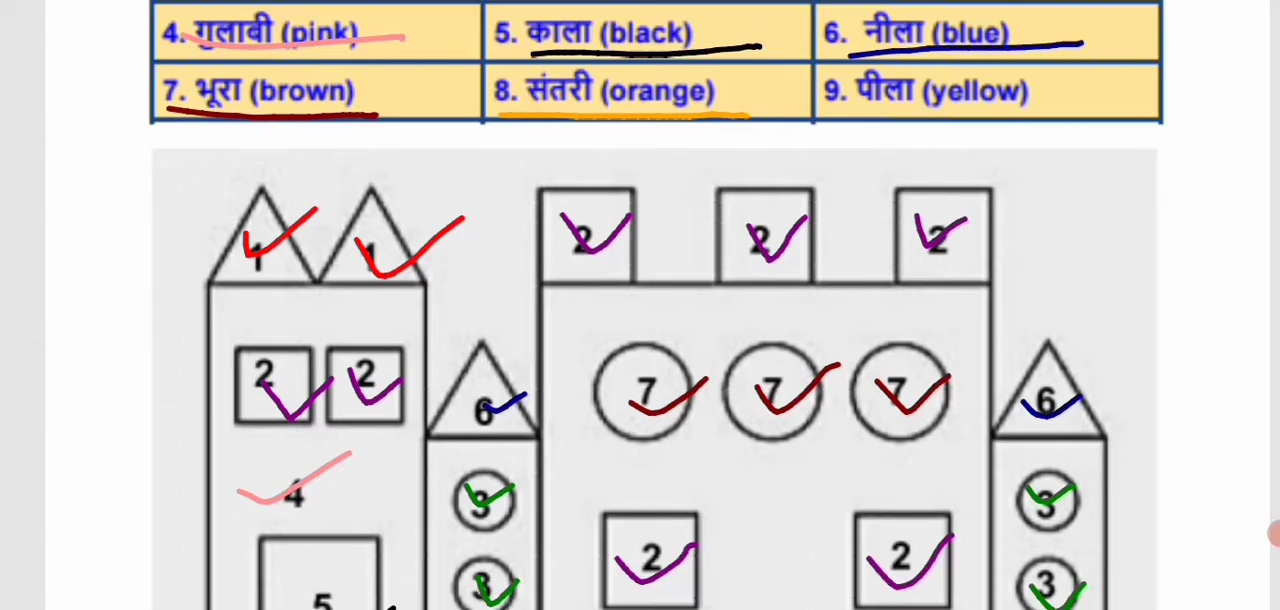 4. गुलाबी (pink) 5. काला (black) 6. नीला (blue)
7. भूरा (brown) 8. संतरी (orange) 9. पीला (yellow)
1 1 2 2 2
2 2 6 7 7 7 6
4 3 3
2 2
3 3
5